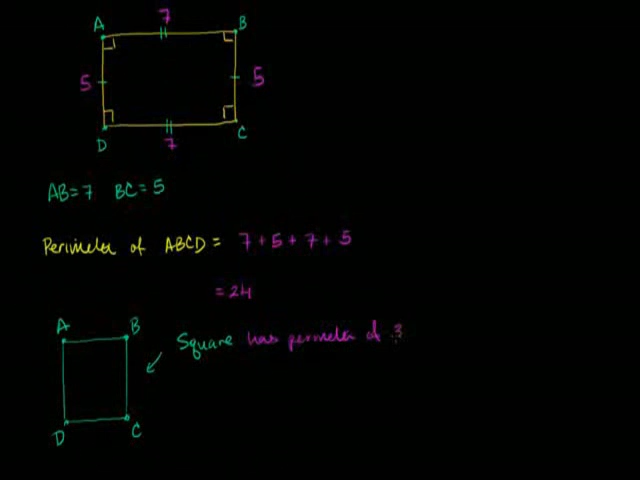 7
A B
5 5
D C
7
AB=7 BC=5
Perimeter of ABCD = 7+5+7+5
=24
A B
Square has perimeter of 3
D C